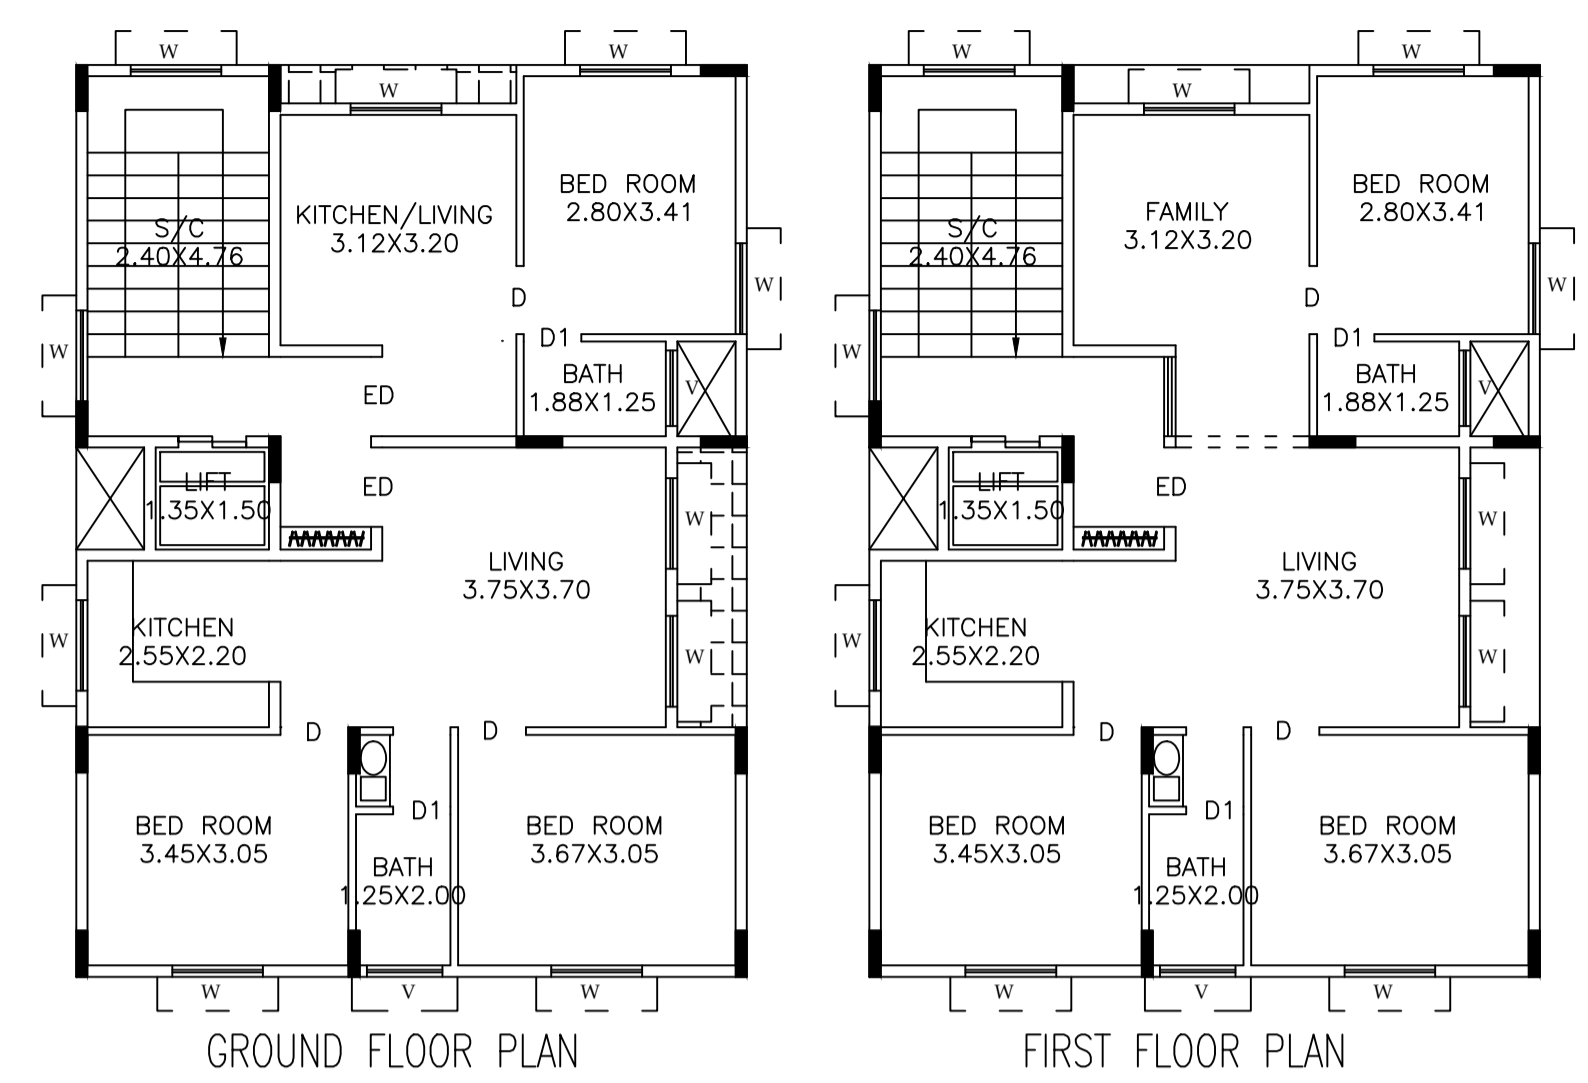 W
W
W
S/C
2.40X4.76
KITCHEN/LIVING
3.12X3.20
BED ROOM
2.80X3.41
W
W
D
D1
BATH
1.88X1.25
V
ED
ED
LIFT
1.35X1.50
W
W
LIVING
3.75X3.70
W
KITCHEN
2.55X2.20
D
D
D1
BED ROOM
3.45X3.05
BATH
1.25X2.00
BED ROOM
3.67X3.05
W
V
W
GROUND FLOOR PLAN
W
W
W
S/C
2.40X4.76
FAMILY
3.12X3.20
BED ROOM
2.80X3.41
W
W
D
D1
BATH
1.88X1.25
V
ED
LIFT
1.35X1.50
W
W
LIVING
3.75X3.70
W
KITCHEN
2.55X2.20
D
D
D1
BED ROOM
3.45X3.05
BATH
1.25X2.00
BED ROOM
3.67X3.05
W
V
W
FIRST FLOOR PLAN